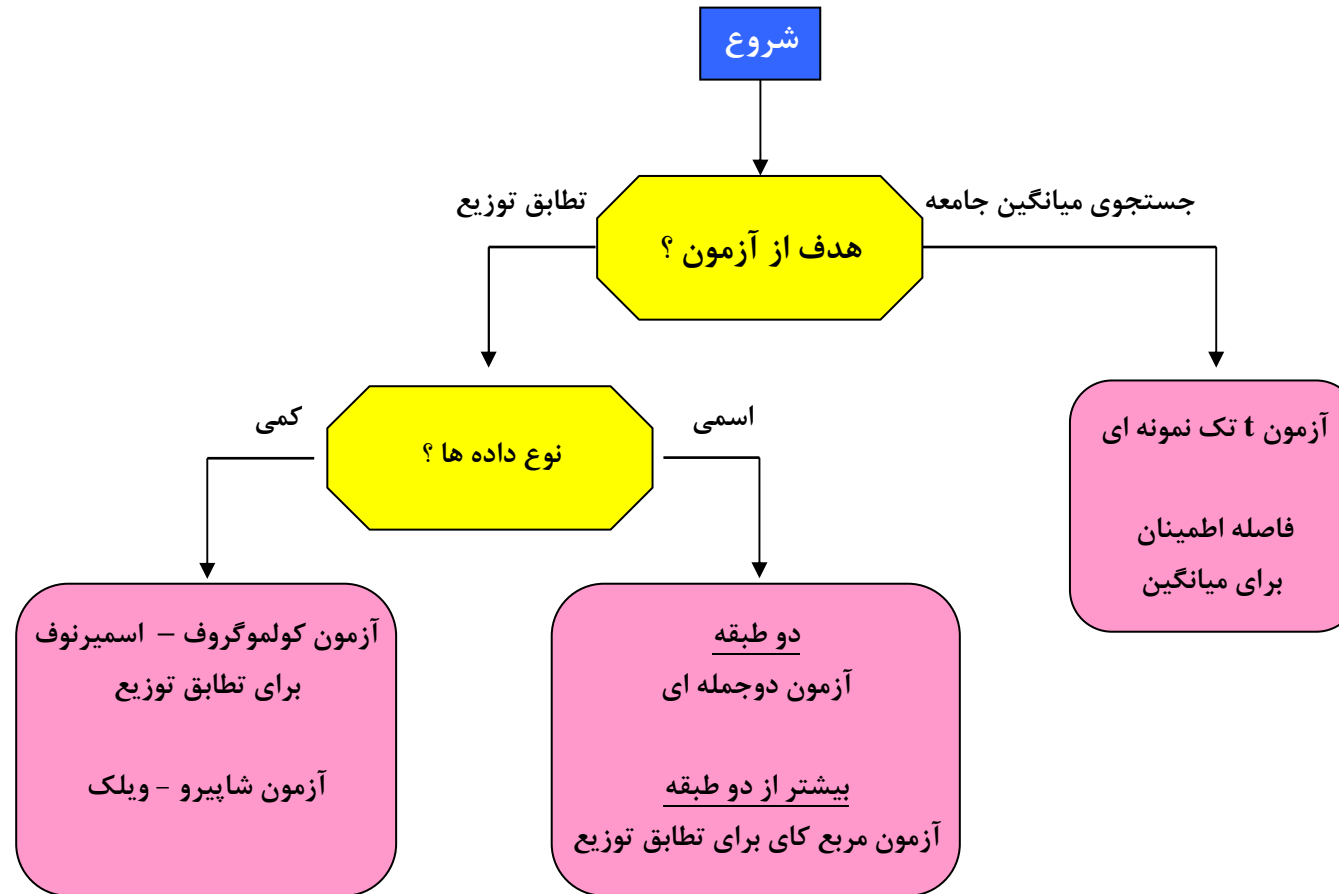 شروع
جستجوی میانگین جامعه
تطابق توزیع
هدف از آزمون ؟
اسمی
کمی
نوع داده ها ؟
آزمون t تک نمونه ای
فاصله اطمینان
برای میانگین
دو طبقه
آزمون دوجمله ای
بیشتر از دو طبقه
آزمون مربع کای برای تطابق توزیع
آزمون کولموگروف – اسمیرنوف
برای تطابق توزیع
آزمون شاپیرو - ویلک